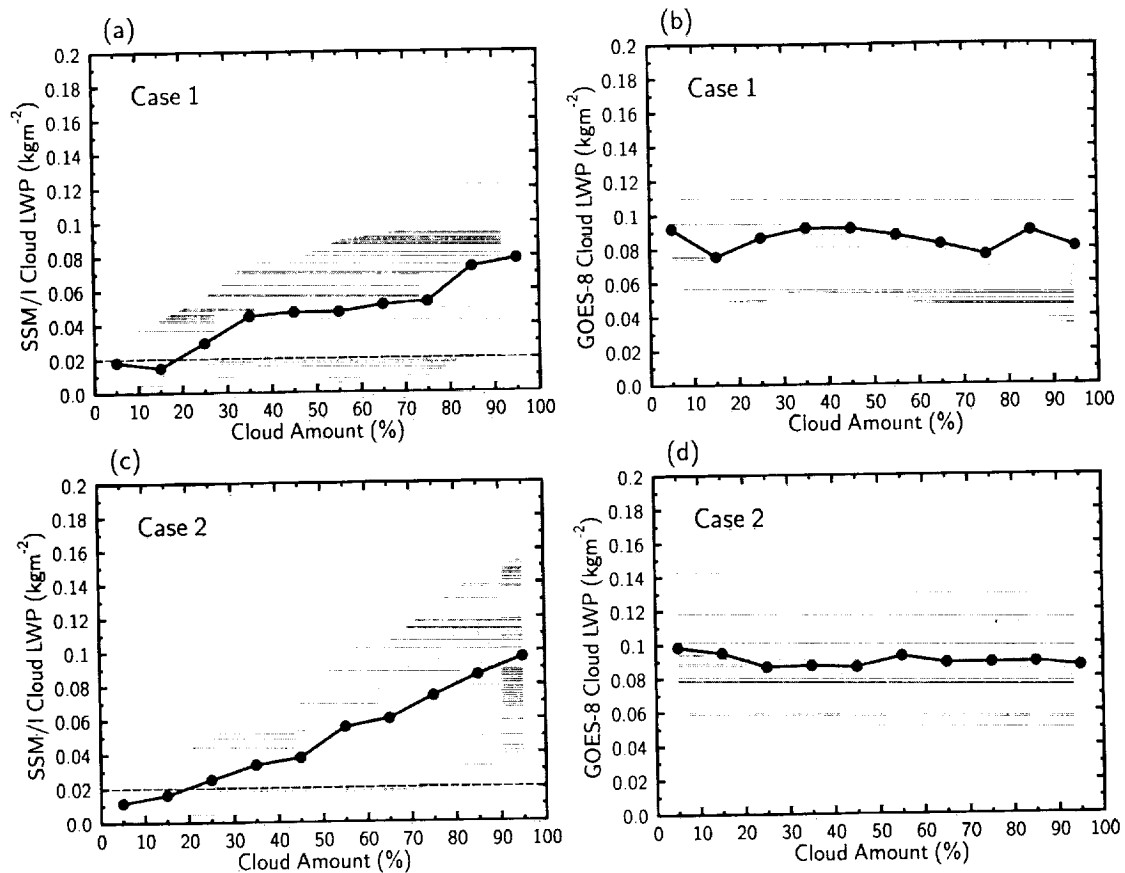 (a)
SSM/I Cloud LWP (kgm⁻²)
0.2
0.18
0.16
0.14
0.12
0.1
0.08
0.06
0.04
0.02
0.0
Case 1
0 10 20 30 40 50 60 70 80 90 100
Cloud Amount (%)
(b)
GOES-8 Cloud LWP (kgm⁻²)
0.2
0.18
0.16
0.14
0.12
0.1
0.08
0.06
0.04
0.02
0.0
Case 1
0 10 20 30 40 50 60 70 80 90 100
Cloud Amount (%)
(c)
SSM/I Cloud LWP (kgm⁻²)
0.2
0.18
0.16
0.14
0.12
0.1
0.08
0.06
0.04
0.02
0.0
Case 2
0 10 20 30 40 50 60 70 80 90 100
Cloud Amount (%)
(d)
GOES-8 Cloud LWP (kgm⁻²)
0.2
0.18
0.16
0.14
0.12
0.1
0.08
0.06
0.04
0.02
0.0
Case 2
0 10 20 30 40 50 60 70 80 90 100
Cloud Amount (%)